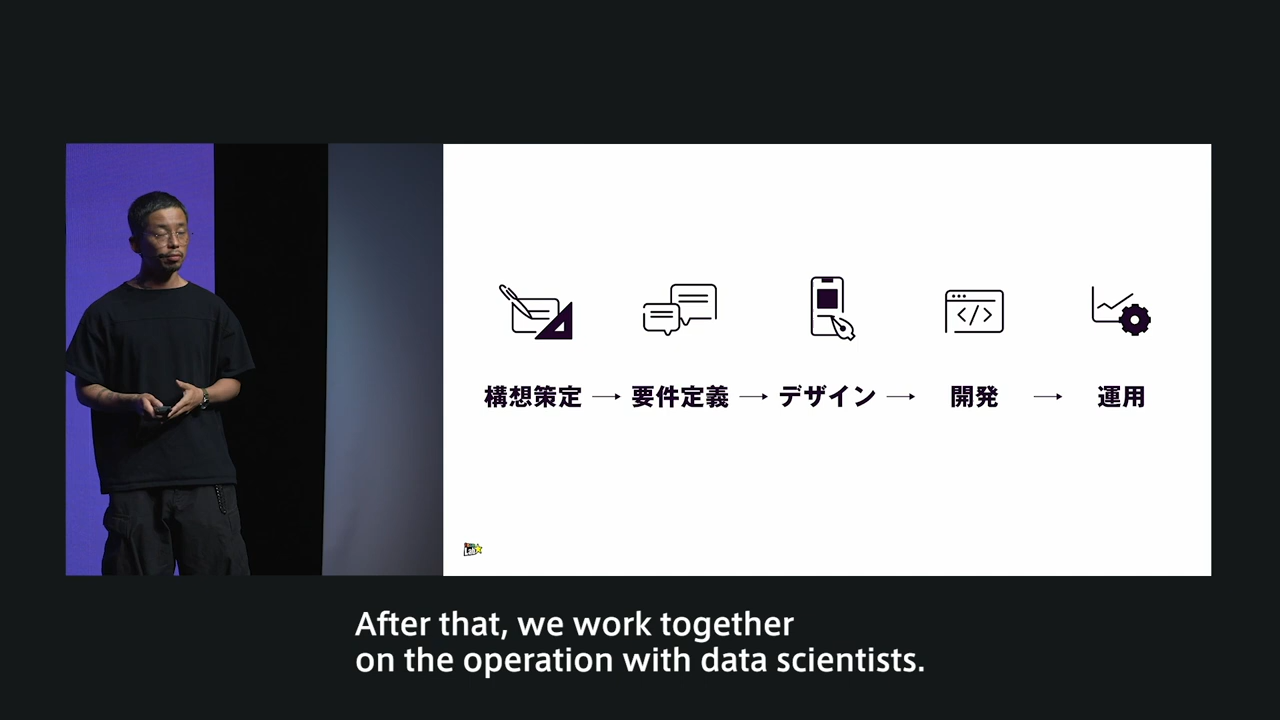 構想策定 → 要件定義 → デザイン → 開発 → 運用
</>
Lab
After that, we work together
on the operation with data scientists.